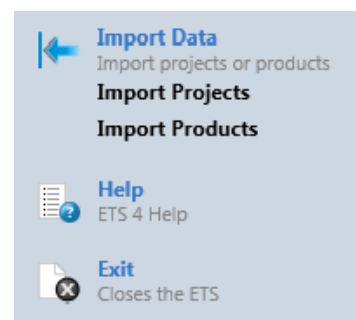 Import Data
Import projects or products
Import Projects
Import Products
Help
ETS 4 Help
Exit
Closes the ETS